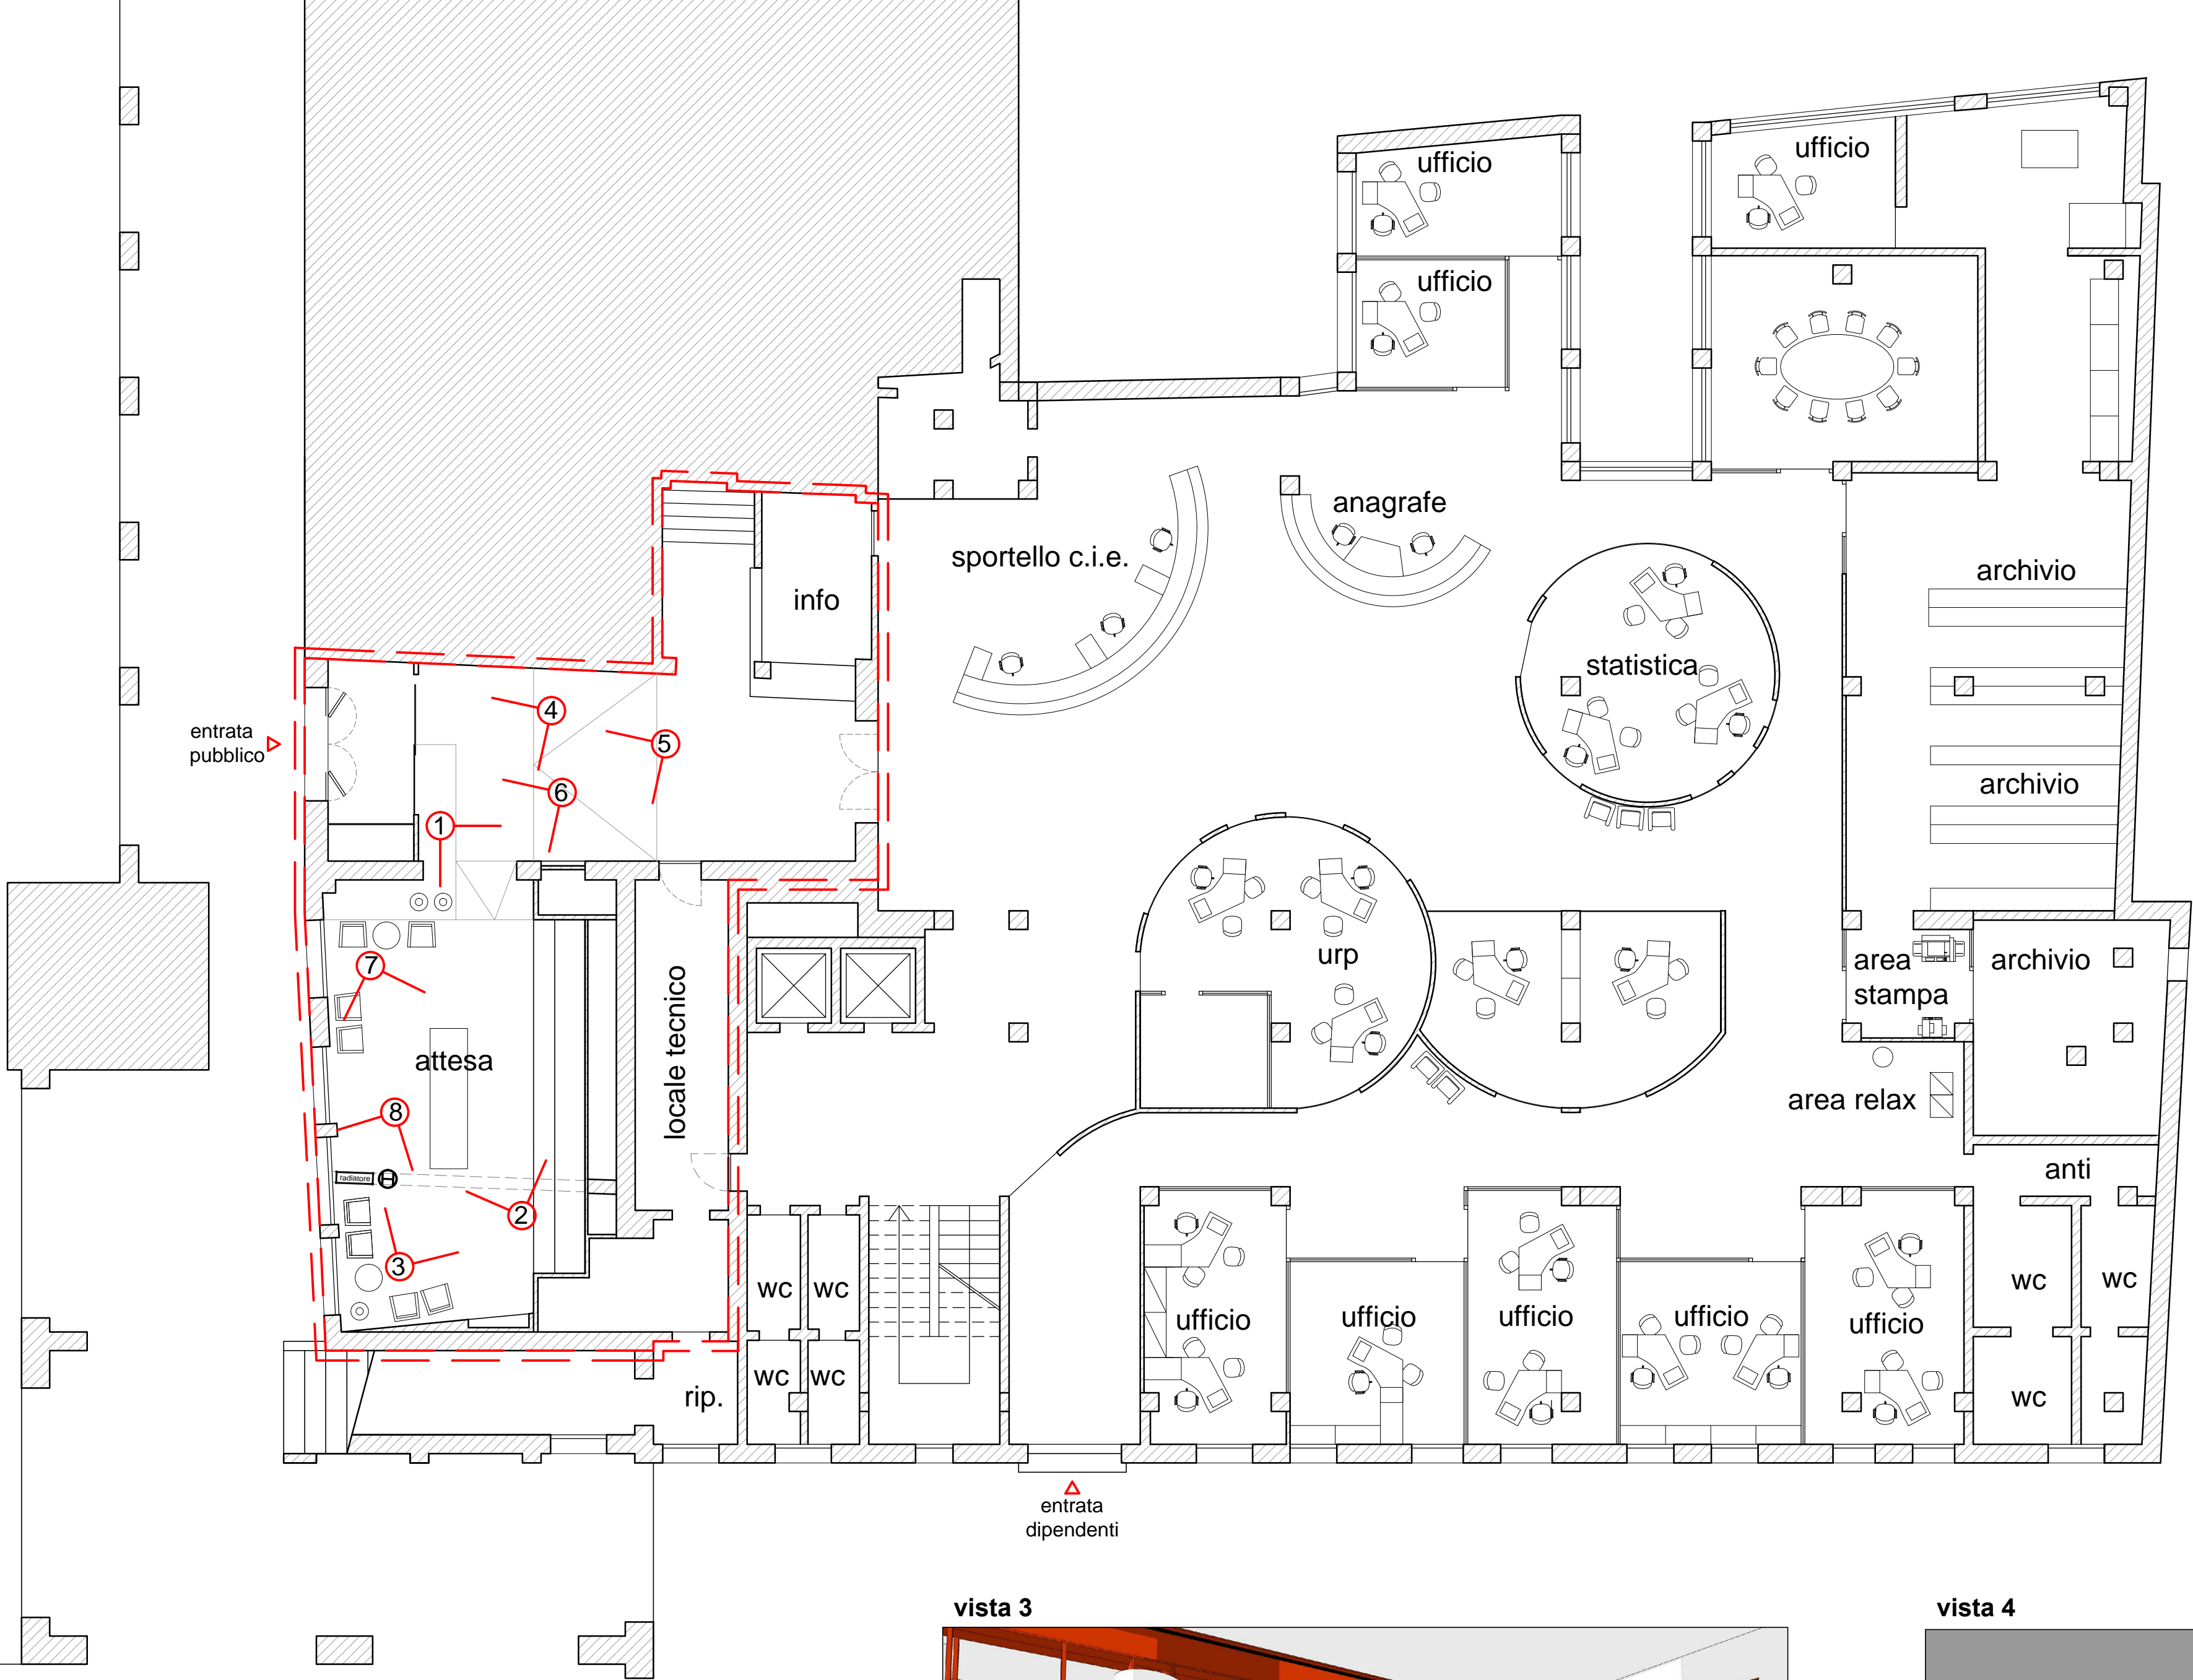 ufficio
ufficio
ufficio
anagrafe
sportello c.i.e.
archivio
info
statistica
4
entrata
pubblico
5
6
archivio
1
urp
area
stampa
archivio
7
locale tecnico
attesa
8
area relax
anti
radiatore
2
3
wc
wc
wc
wc
ufficio
ufficio
ufficio
ufficio
ufficio
wc
wc
rip.
wc
entrata
dipendenti
vista 3
vista 4